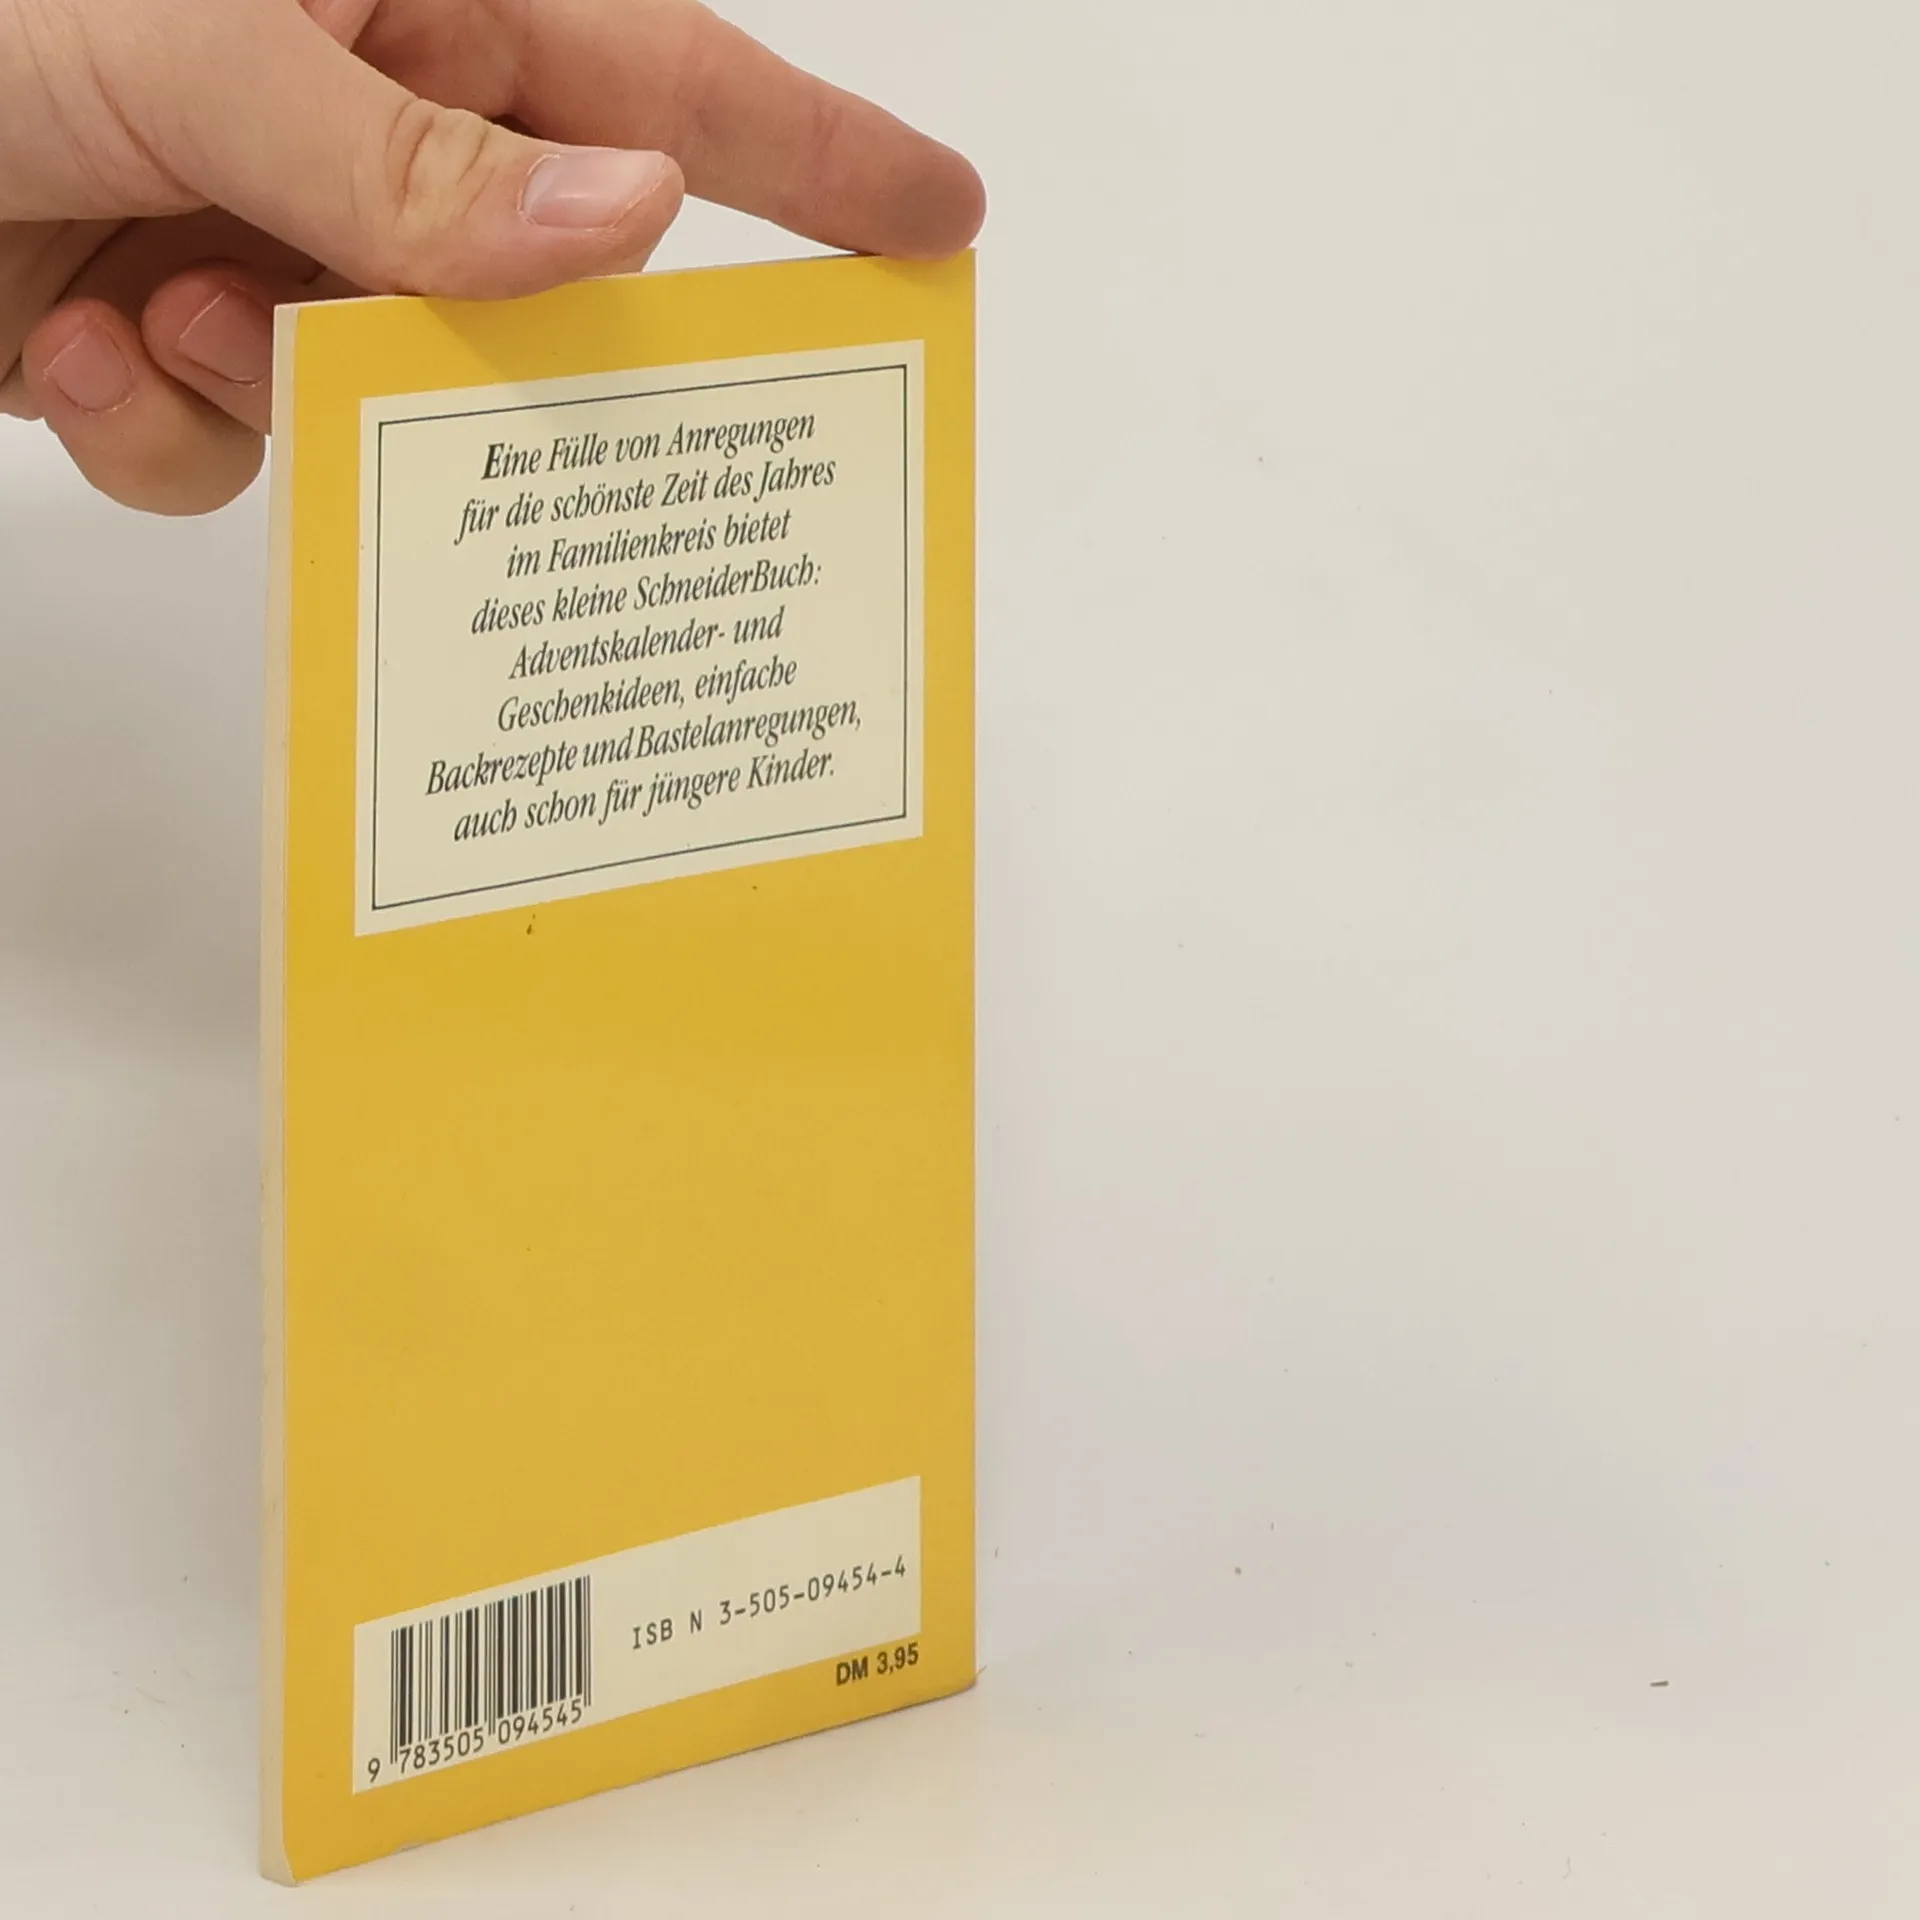 Eine Fülle von Anregungen
für die schönste Zeit des Jahres
im Familienkreis bietet
dieses kleine SchneiderBuch:
Adventskalender- und
Geschenkideen, einfache
Backrezepte und Bastelanregungen,
auch schon für jüngere Kinder.
ISB N 3-505-09454-4
9 783505 094545
DM 3,95